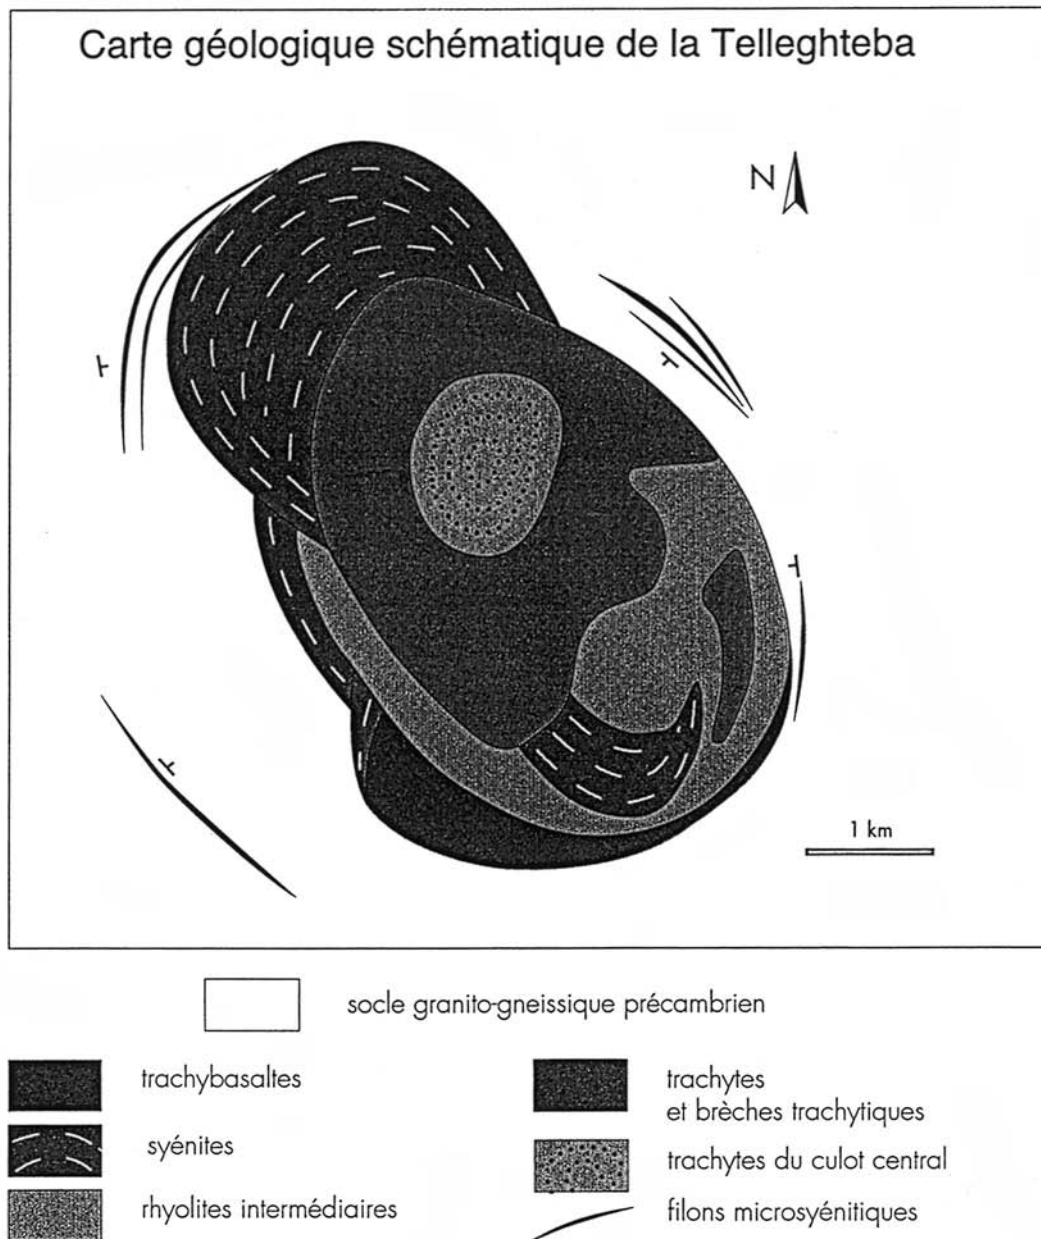 Carte géologique schématique de la Telleghteba
N
1 km
socle granito-gneissique précambrien
trachybasaltes
syénites
rhyolites intermédiaires
trachytes
et brèches trachytiques
trachytes du culot central
filons microsyénitiques